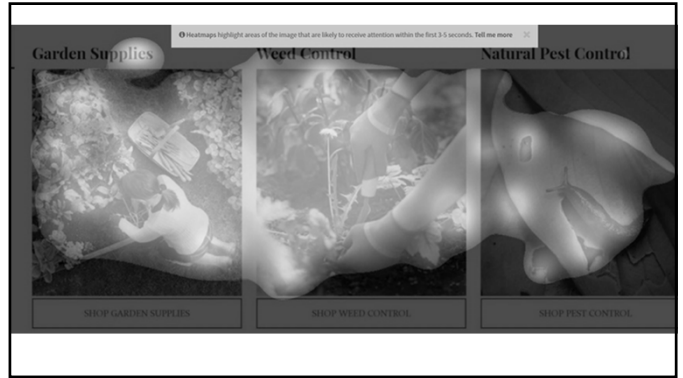 Heatmaps highlight areas of the image that are likely to receive attention within the first 3-5 seconds. Tell me more
Garden Supplies
Weed Control
Natural Pest Control
SHOP GARDEN SUPPLIES
SHOP WEED CONTROL
SHOP PEST CONTROL